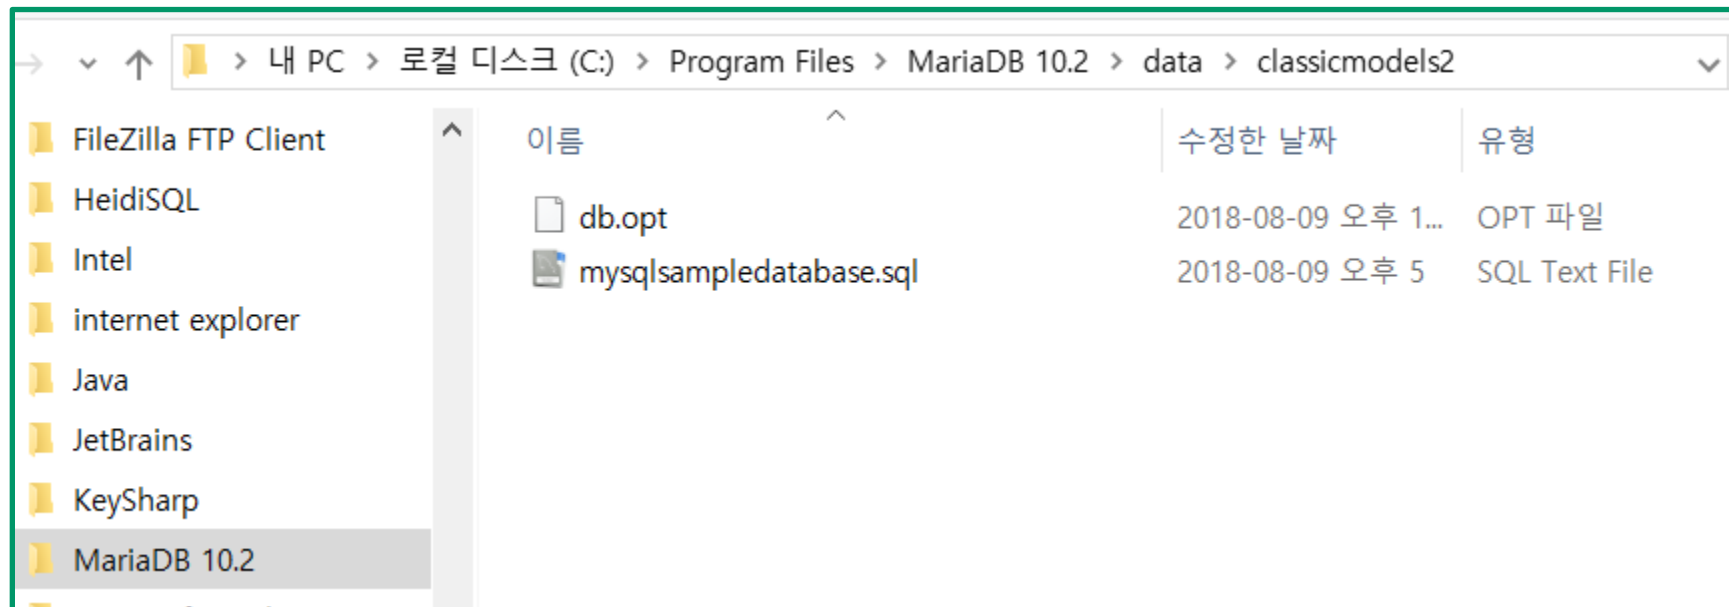 내 PC > 로컬 디스크 (C:) > Program Files > MariaDB 10.2 > data > classicmodels2
FileZilla FTP Client
HeidiSQL
Intel
internet explorer
Java
JetBrains
KeySharp
MariaDB 10.2
이름 수정한 날짜 유형
db.opt 2018-08-09 오후 1... OPT 파일
mysqlsampledatabase.sql 2018-08-09 오후 5 SQL Text File